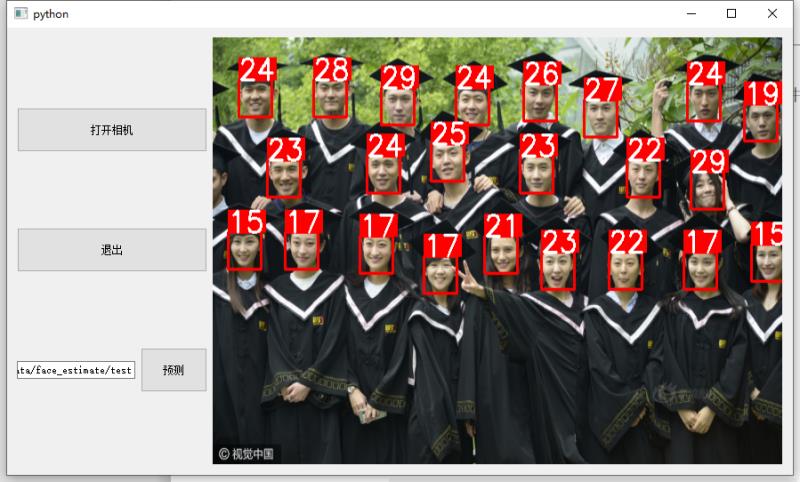 python
打开相机
退出
ata/face_estimate/test
预测
24 28 29 24 26 27 24 19
23 24 25 23 22 29
15 17 17 17 21 23 22 17 15
© 视觉中国